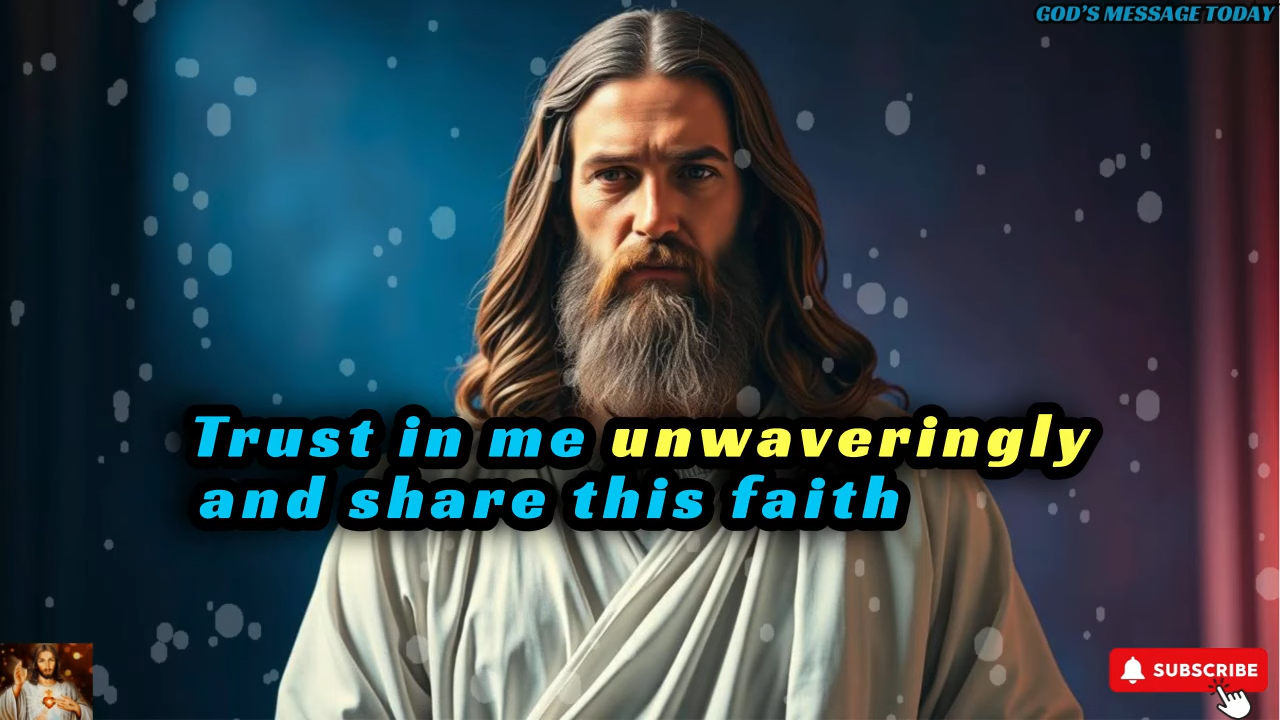 GOD'S MESSAGE TODAY
Trust in me unwaveringly
and share this faith
SUBSCRIBE